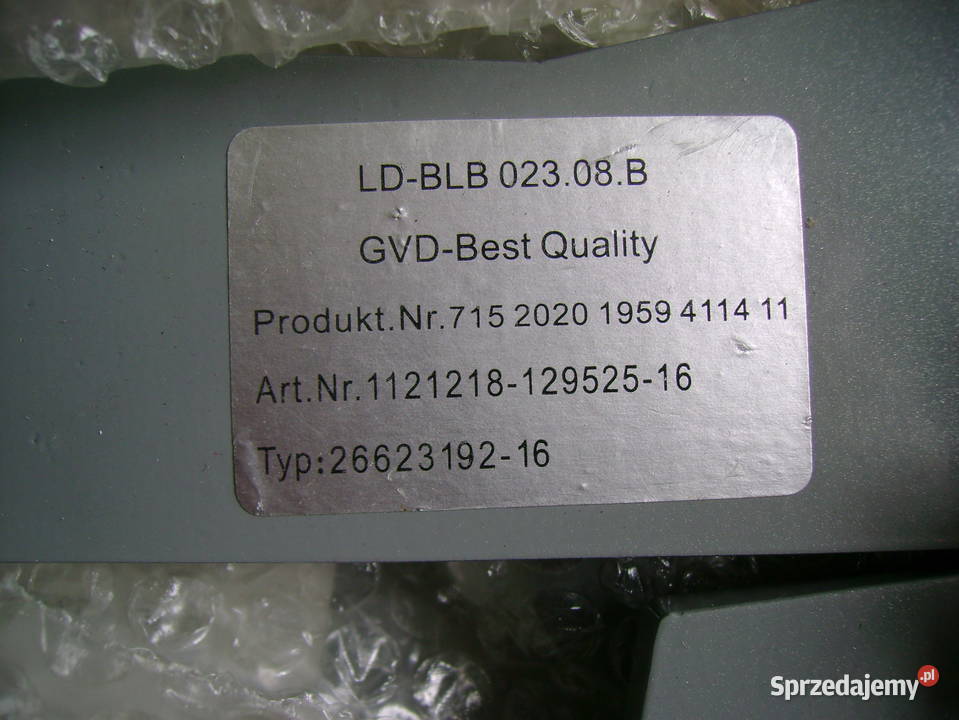 LD-BLB 023.08.B
GVD-Best Quality
Produkt.Nr.715 2020 1959 4114 11
Art.Nr.1121218-129525-16
Typ:26623192-16
Sprzedajemy.pl